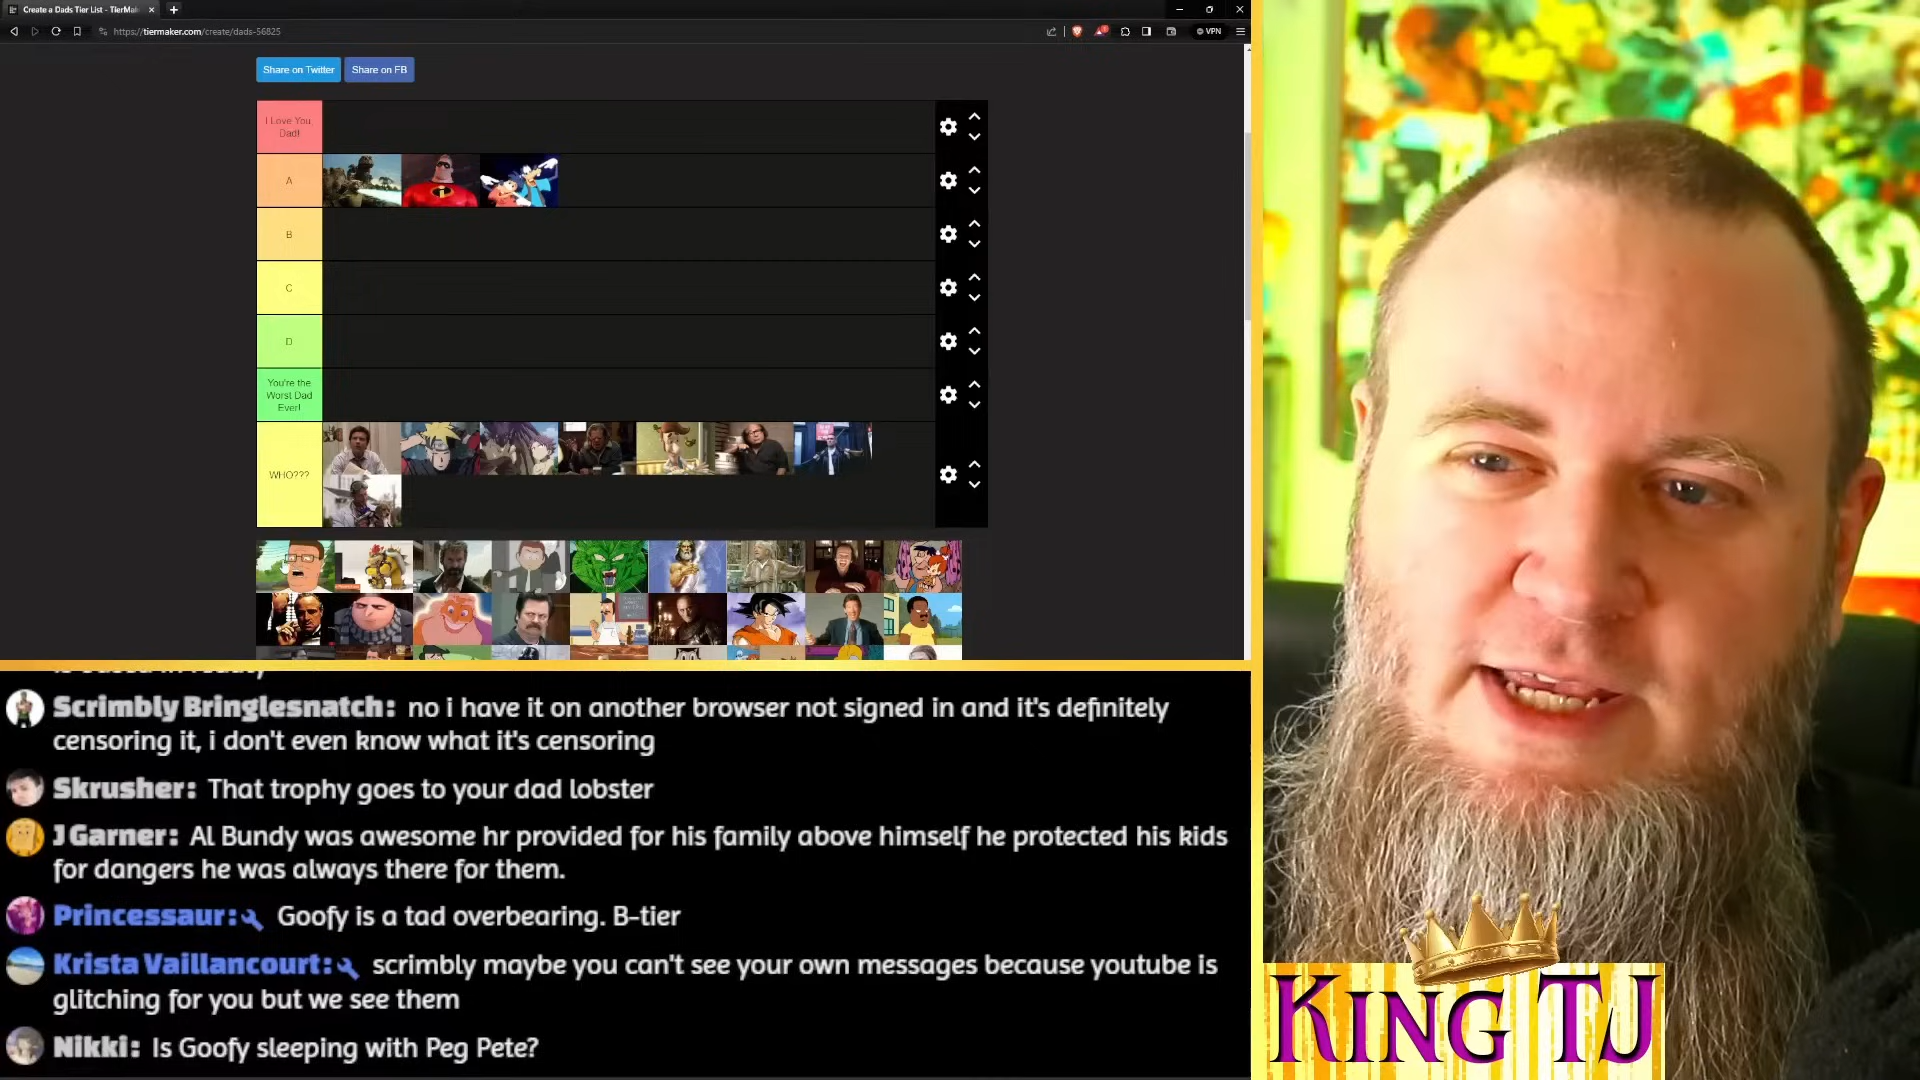 Create a Dads Tier List - TierMa
https://tiermaker.com/create/dads-56825
VPN
Share on Twitter
Share on FB
I Love You,
Dad!
A
B
C
D
You're the
Worst Dad
Ever!
WHO???
Scrimbly Bringlesnatch: no i have it on another browser not signed in and it's definitely
censoring it, i don't even know what it's censoring
Skrusher: That trophy goes to your dad lobster
J Garner: Al Bundy was awesome hr provided for his family above himself he protected his kids
for dangers he was always there for them.
Princessaur: Goofy is a tad overbearing. B-tier
Krista Vaillancourt: scrimbly maybe you can't see your own messages because youtube is
glitching for you but we see them
Nikki: Is Goofy sleeping with Peg Pete?
KING TJ